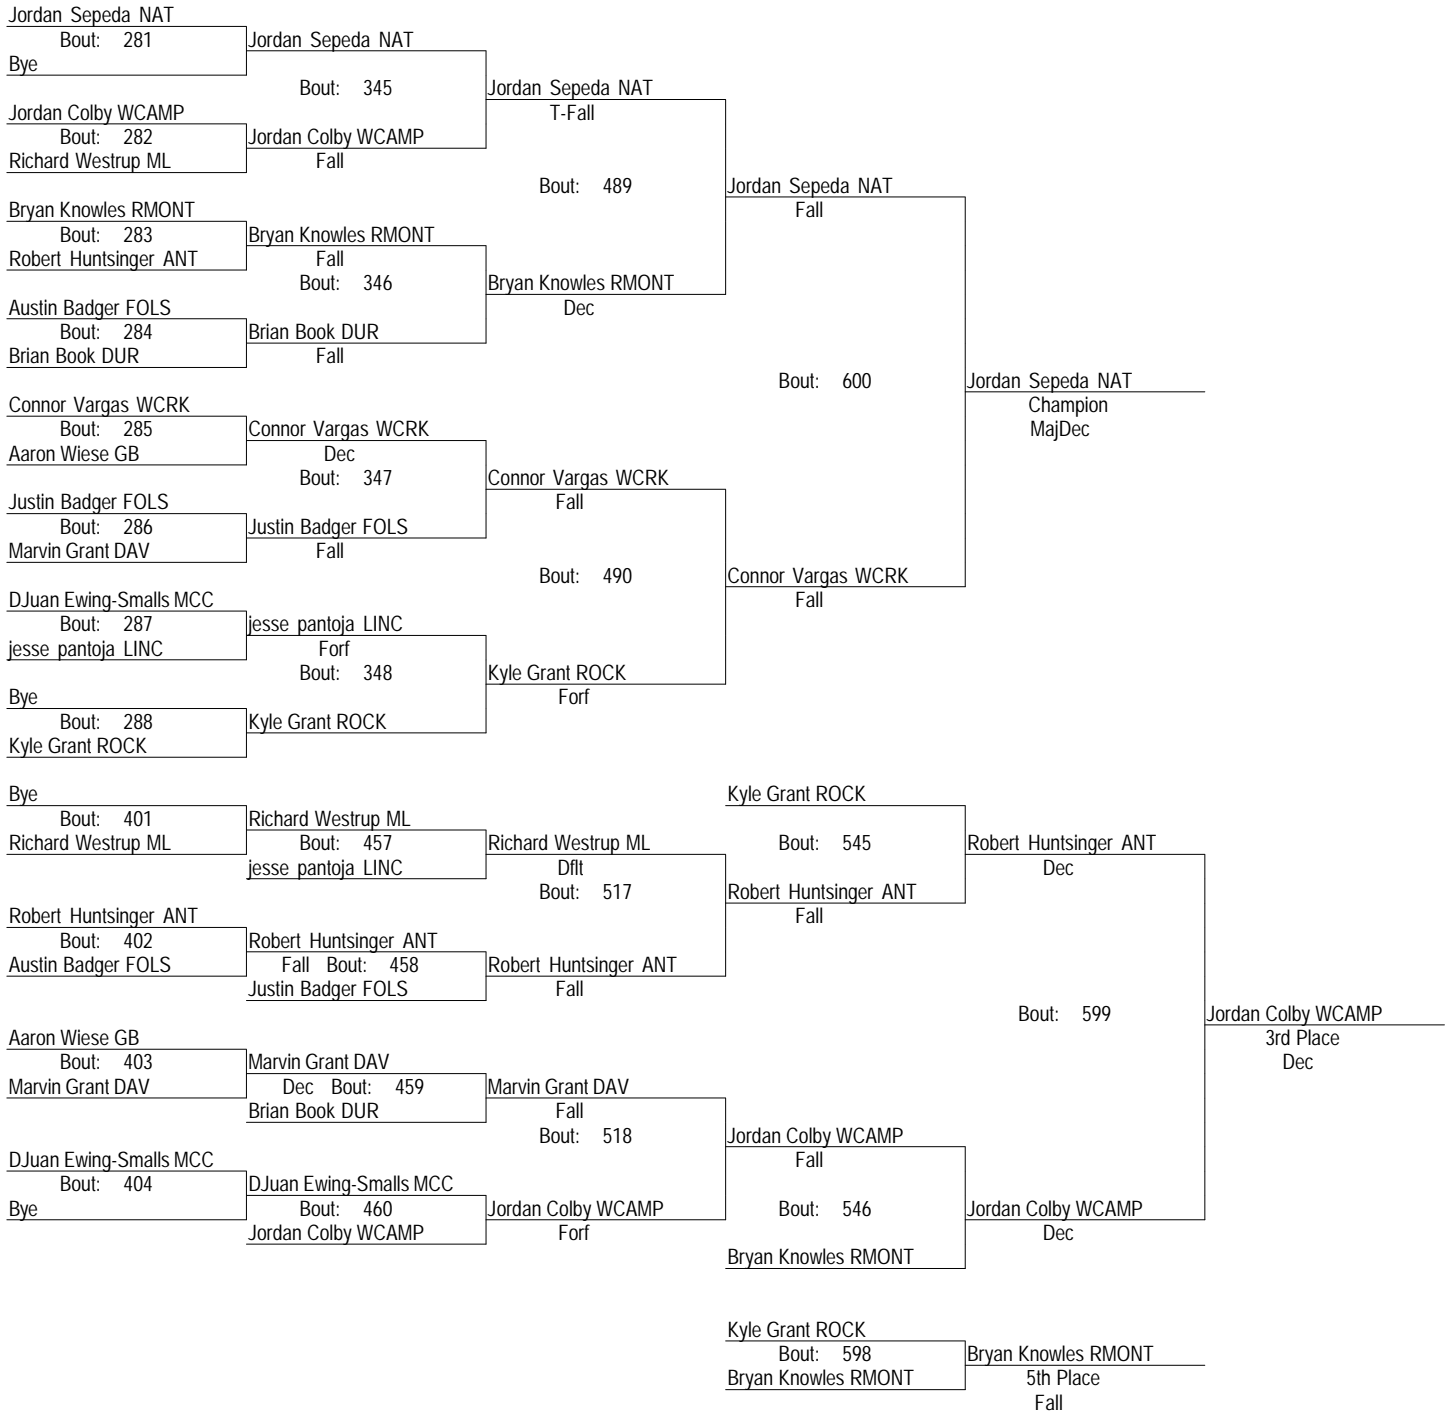 Jordan Sepeda NAT
Bout: 281
Jordan Sepeda NAT
Bye
Bout: 345
Jordan Sepeda NAT
T-Fall
Jordan Colby WCAMP
Bout: 282
Jordan Colby WCAMP
Richard Westrup ML
Fall
Bout: 489
Jordan Sepeda NAT
Fall
Bryan Knowles RMONT
Bout: 283
Bryan Knowles RMONT
Robert Huntsinger ANT
Fall
Bout: 346
Bryan Knowles RMONT
Dec
Austin Badger FOLS
Bout: 284
Brian Book DUR
Brian Book DUR
Fall
Bout: 600
Jordan Sepeda NAT
Champion
MajDec
Connor Vargas WCRK
Bout: 285
Connor Vargas WCRK
Aaron Wiese GB
Dec
Bout: 347
Connor Vargas WCRK
Fall
Justin Badger FOLS
Bout: 286
Justin Badger FOLS
Marvin Grant DAV
Fall
Bout: 490
Connor Vargas WCRK
Fall
DJuan Ewing-Smalls MCC
Bout: 287
jesse pantoja LINC
jesse pantoja LINC
Forf
Bout: 348
Kyle Grant ROCK
Forf
Bye
Bout: 288
Kyle Grant ROCK
Kyle Grant ROCK
Bye
Bout: 401
Richard Westrup ML
Richard Westrup ML
Bout: 457
jesse pantoja LINC
Richard Westrup ML
Dflt
Bout: 517
Kyle Grant ROCK
Bout: 545
Robert Huntsinger ANT
Dec
Robert Huntsinger ANT
Fall
Robert Huntsinger ANT
Bout: 402
Robert Huntsinger ANT
Austin Badger FOLS
Fall Bout: 458
Robert Huntsinger ANT
Justin Badger FOLS
Fall
Bout: 599
Jordan Colby WCAMP
3rd Place
Dec
Aaron Wiese GB
Bout: 403
Marvin Grant DAV
Marvin Grant DAV
Dec Bout: 459
Marvin Grant DAV
Brian Book DUR
Fall
Bout: 518
Jordan Colby WCAMP
Fall
DJuan Ewing-Smalls MCC
Bout: 404
DJuan Ewing-Smalls MCC
Bye
Bout: 460
Jordan Colby WCAMP
Jordan Colby WCAMP
Forf
Bout: 546
Jordan Colby WCAMP
Dec
Bryan Knowles RMONT
Kyle Grant ROCK
Bout: 598
Bryan Knowles RMONT
Bryan Knowles RMONT
5th Place
Fall